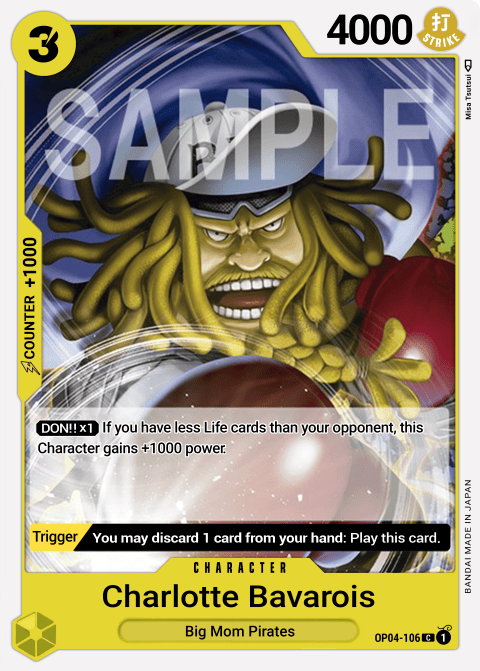 3
4000
打
STRIKE
Misa Tsutsui
SAMPLE
COUNTER +1000
DON!!×1 If you have less Life cards than your opponent, this
Character gains +1000 power.
Trigger You may discard 1 card from your hand: Play this card.
BANDAI MADE IN JAPAN
CHARACTER
Charlotte Bavarois
Big Mom Pirates
OP04-106 C 1